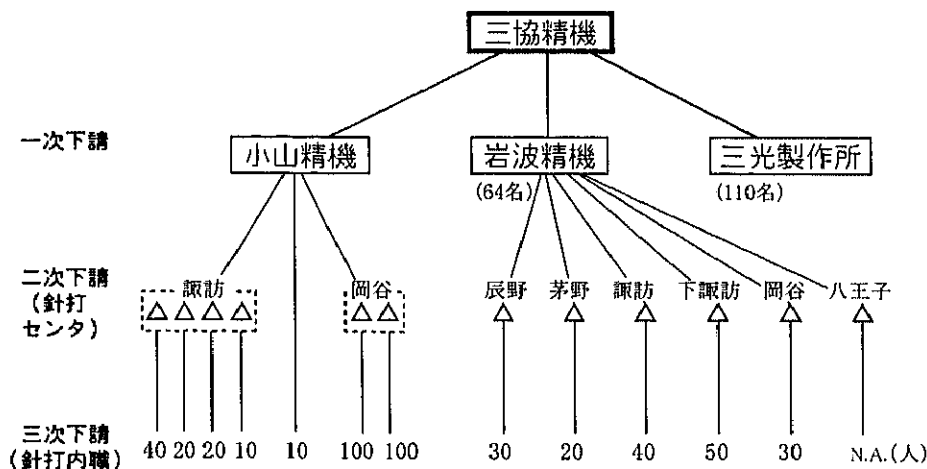 三協精機
一次下請
小山精機
岩波精機
三光製作所
(64名)
(110名)
二次下請
(針打
センタ)
諏訪
岡谷
辰野
茅野
諏訪
下諏訪
岡谷
八王子
三次下請
(針打内職)
40 20 20 10 10 100 100 30 20 40 50 30 N.A.(人)